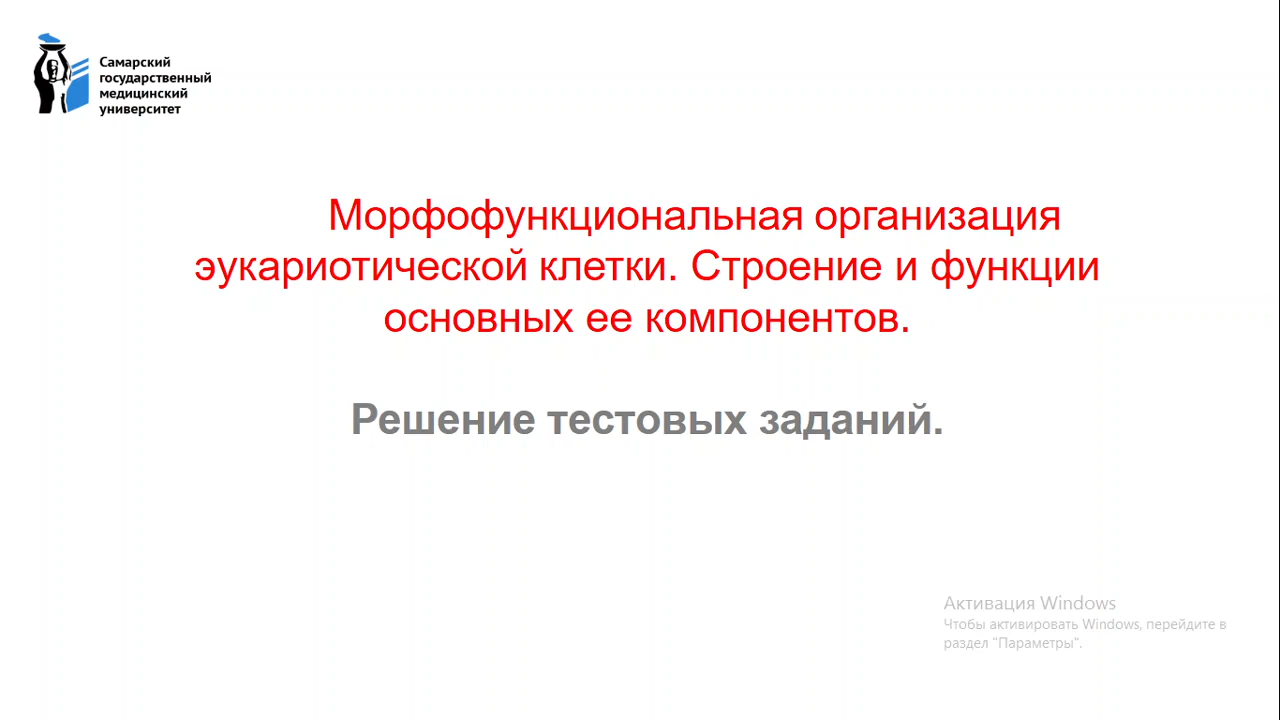 Самарский
государственный
медицинский
университет
Морфофункциональная организация
эукариотической клетки. Строение и функции
основных ее компонентов.
Решение тестовых заданий.
Активация Windows
Чтобы активировать Windows, перейдите в
раздел "Параметры".